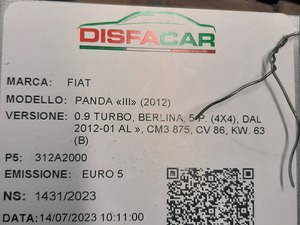 DISFACAR
MARCA: FIAT
MODELLO: PANDA «III» (2012)
VERSIONE: 0.9 TURBO, BERLINA, 5 P. (4X4), DAL
2012-01 AL », CM3 875, CV 86, KW. 63
(B)
P5: 312A2000
EMISSIONE: EURO 5
NS: 1431/2023
DATA: 14/07/2023 10:11:00